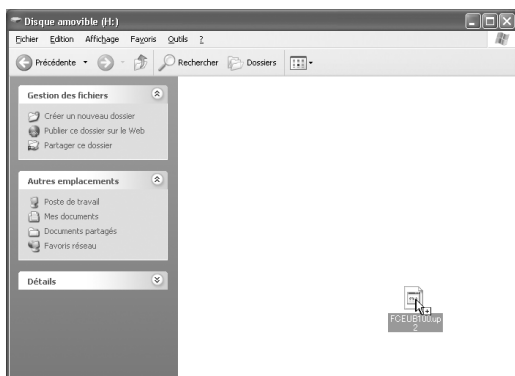 Disque amovible (H:)
Fichier Edition Affichage Favoris Outils ?
Précédente Rechercher Dossiers
Gestion des fichiers
Créer un nouveau dossier
Publier ce dossier sur le Web
Partager ce dossier
Autres emplacements
Poste de travail
Mes documents
Documents partagés
Favoris réseau
Détails
2